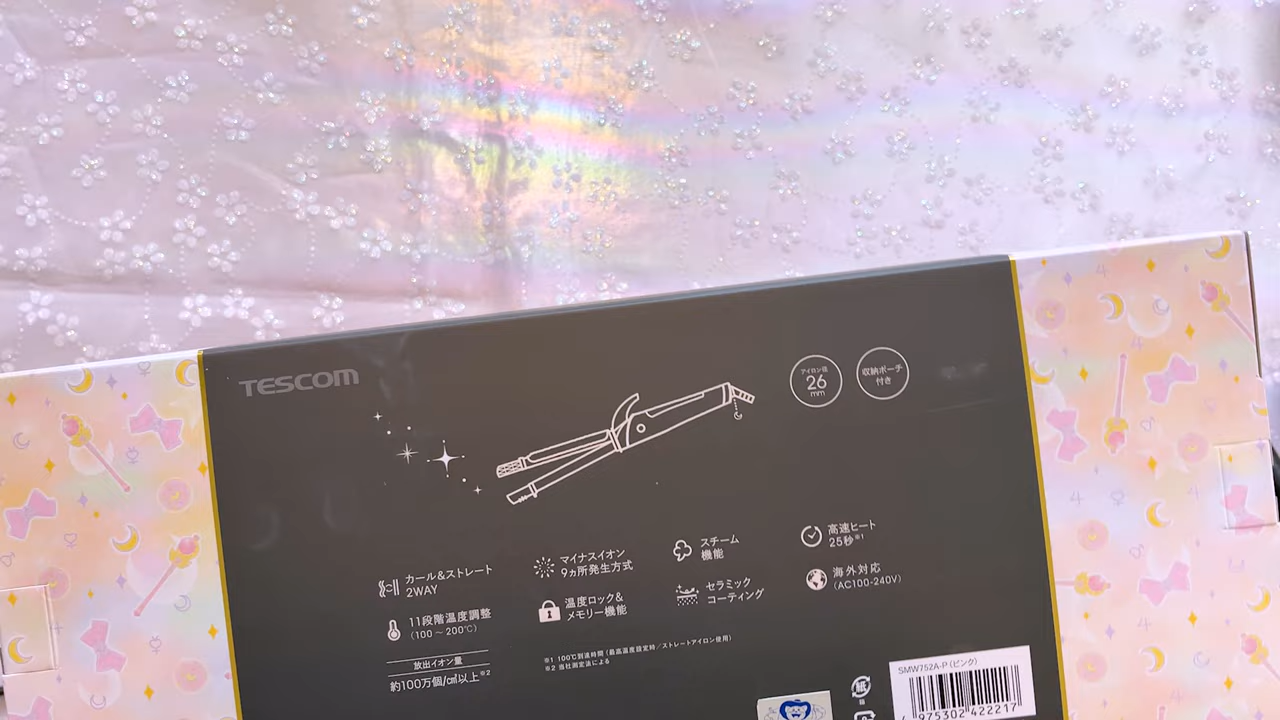 TESCOM
アイロン径
26
mm
収納ポーチ
付き
カール&ストレート
2WAY
マイナスイオン
9ヵ所発生方式
スチーム
機能
高速ヒート
25秒※1
11段階温度調整
(100～200℃)
温度ロック&
メモリー機能
セラミック
コーティング
海外対応
(AC100-240V)
放出イオン量
約100万個/㎤以上※2
※1 100℃到達時間(最高温度設定時/ストレートアイロン使用)
※2 当社測定法による
SMW752A-P(ピンク)
紙
箱
4 975302 422217